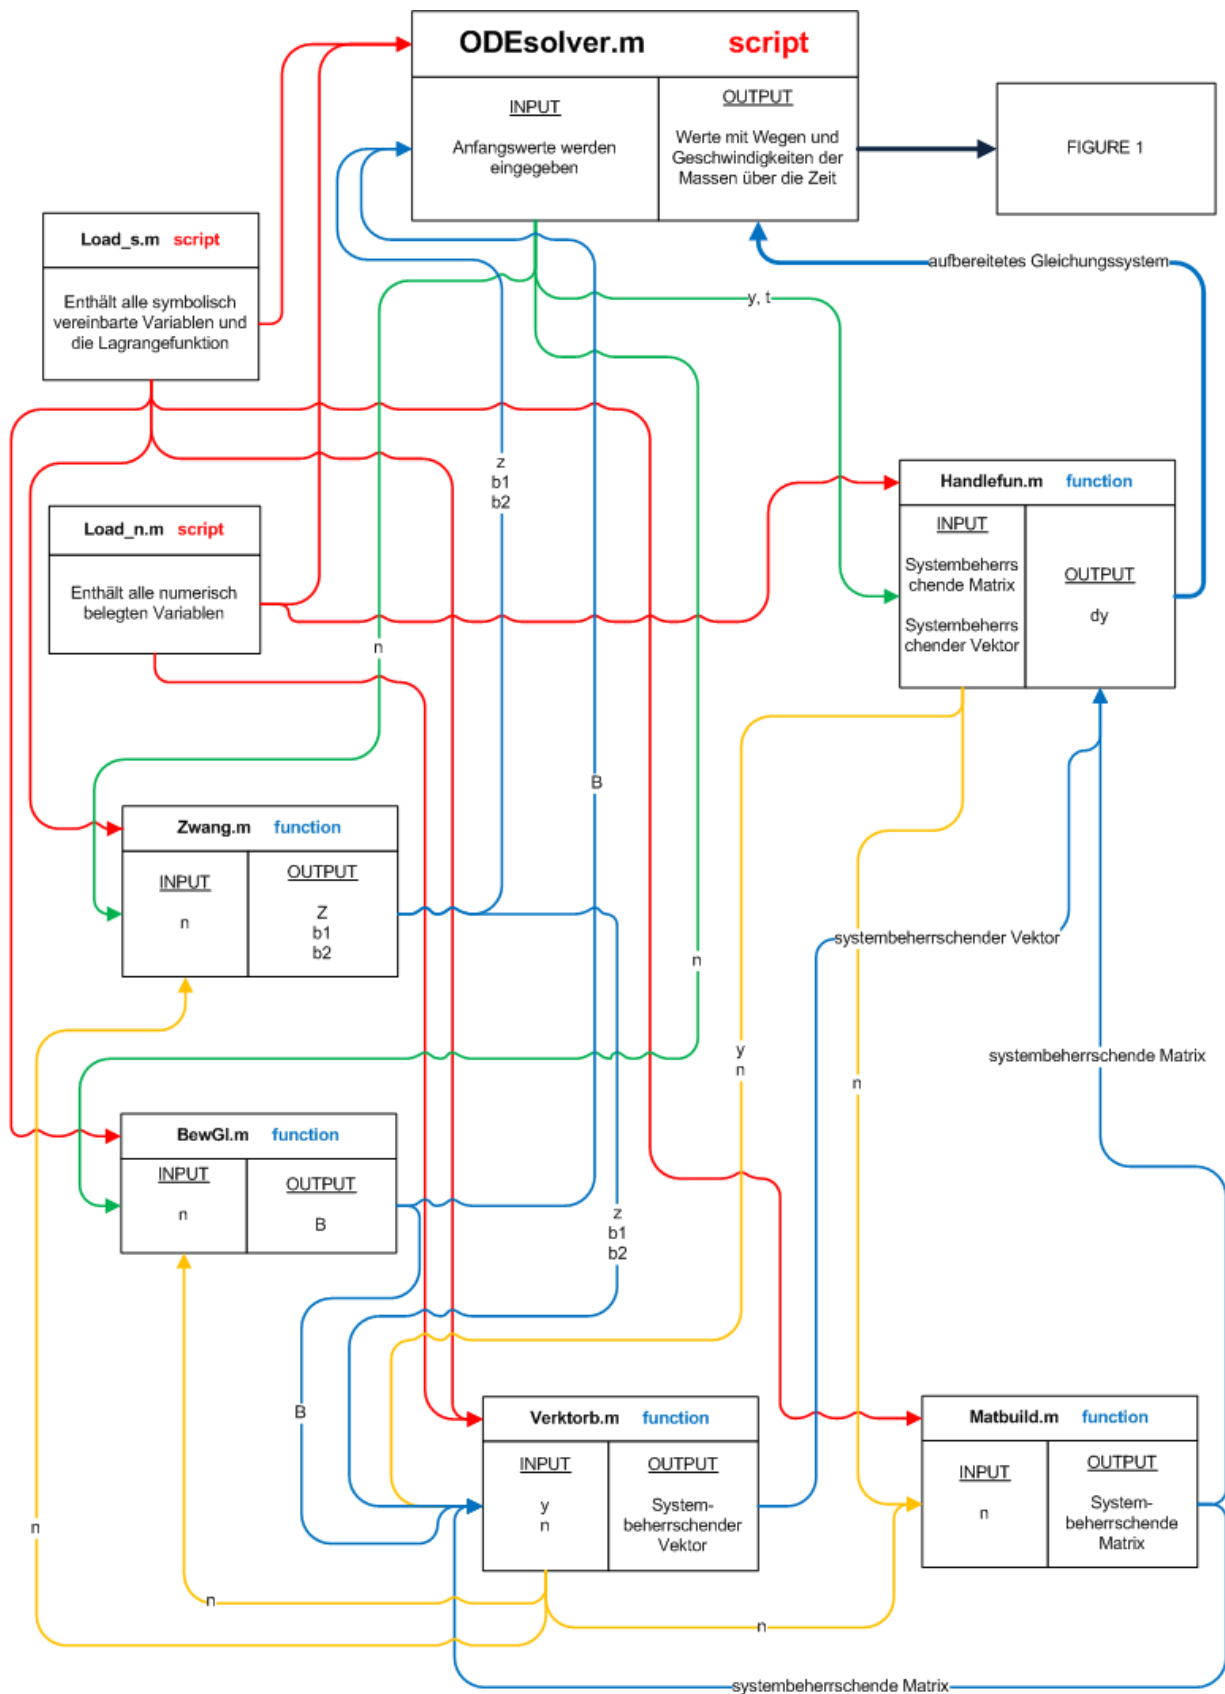 ODEsolver.m script
INPUT
Anfangswerte werden
eingegeben
OUTPUT
Werte mit Wegen und
Geschwindigkeiten der
Massen über die Zeit
FIGURE 1
Load_s.m script
Enthält alle symbolisch
vereinbarte Variablen und
die Lagrangefunktion
aufbereitetes Gleichungssystem
y, t
z
b1
b2
Load_n.m script
Enthält alle numerisch
belegten Variablen
Handlefun.m function
INPUT
Systembeherrs
chende Matrix
Systembeherrs
chender Vektor
OUTPUT
dy
n
B
Zwang.m function
INPUT
n
OUTPUT
Z
b1
b2
systembeherrschender Vektor
n
y
n
n
systembeherrschende Matrix
BewGl.m function
INPUT
n
OUTPUT
B
z
b1
b2
B
Verktorb.m function
INPUT
y
n
OUTPUT
System-
beherrschender
Vektor
Matbuild.m function
INPUT
n
OUTPUT
System-
beherrschende
Matrix
n
n
n
systembeherrschende Matrix